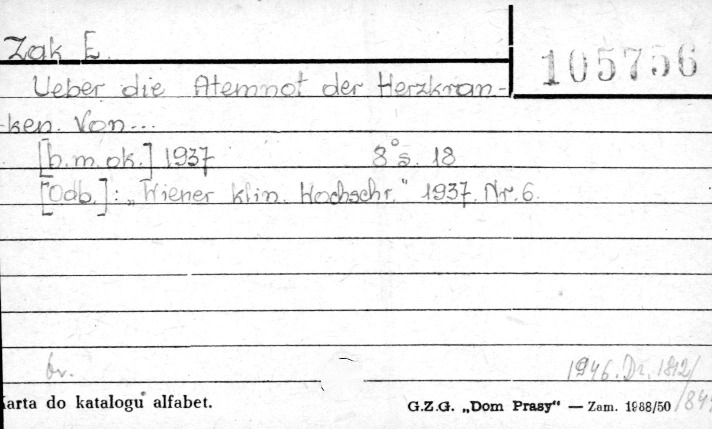 Zak E.
105756
Ueber die Atemnot der Herzkran-
ken. Von...
[b.m.ok.] 1937 8° s. 18
[Odb.]: „Wiener klin. Wochschr." 1937. Nr. 6.
br.
1946. Dr. 1812/
Karta do katalogu alfabet.
G.Z.G. „Dom Prasy" — Zam. 1988/50